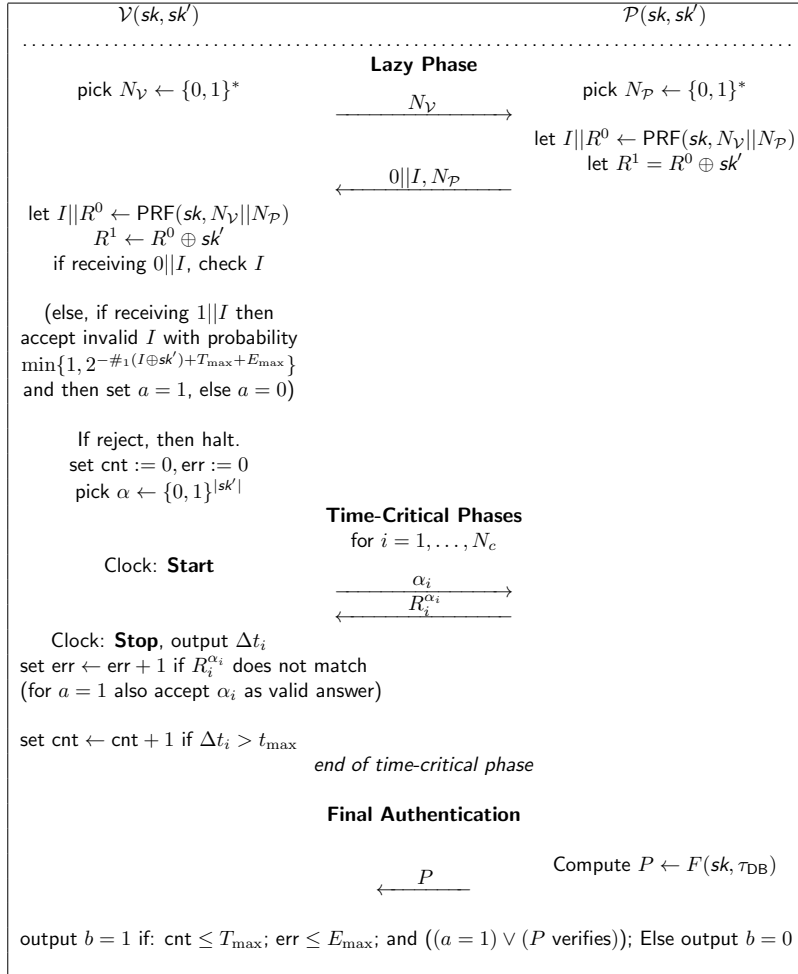 𝒱(sk, sk′) 𝒫(sk, sk′)
Lazy Phase
pick N_𝒱 ← {0, 1}* pick N_𝒫 ← {0, 1}*
N_𝒱
let I||R⁰ ← PRF(sk, N_𝒱||N_𝒫)
let R¹ = R⁰ ⊕ sk′
0||I, N_𝒫
let I||R⁰ ← PRF(sk, N_𝒱||N_𝒫)
R¹ ← R⁰ ⊕ sk′
if receiving 0||I, check I
(else, if receiving 1||I then
accept invalid I with probability
min{1, 2^{−#₁(I⊕sk′)+T_max+E_max}}
and then set a = 1, else a = 0)
If reject, then halt.
set cnt := 0, err := 0
pick α ← {0, 1}^{|sk′|}
Time-Critical Phases
for i = 1, . . . , N_c
Clock: Start
α_i
R_i^{α_i}
Clock: Stop, output Δt_i
set err ← err + 1 if R_i^{α_i} does not match
(for a = 1 also accept α_i as valid answer)
set cnt ← cnt + 1 if Δt_i > t_max
end of time-critical phase
Final Authentication
Compute P ← F(sk, τ_DB)
P
output b = 1 if: cnt ≤ T_max; err ≤ E_max; and ((a = 1) ∨ (P verifies)); Else output b = 0